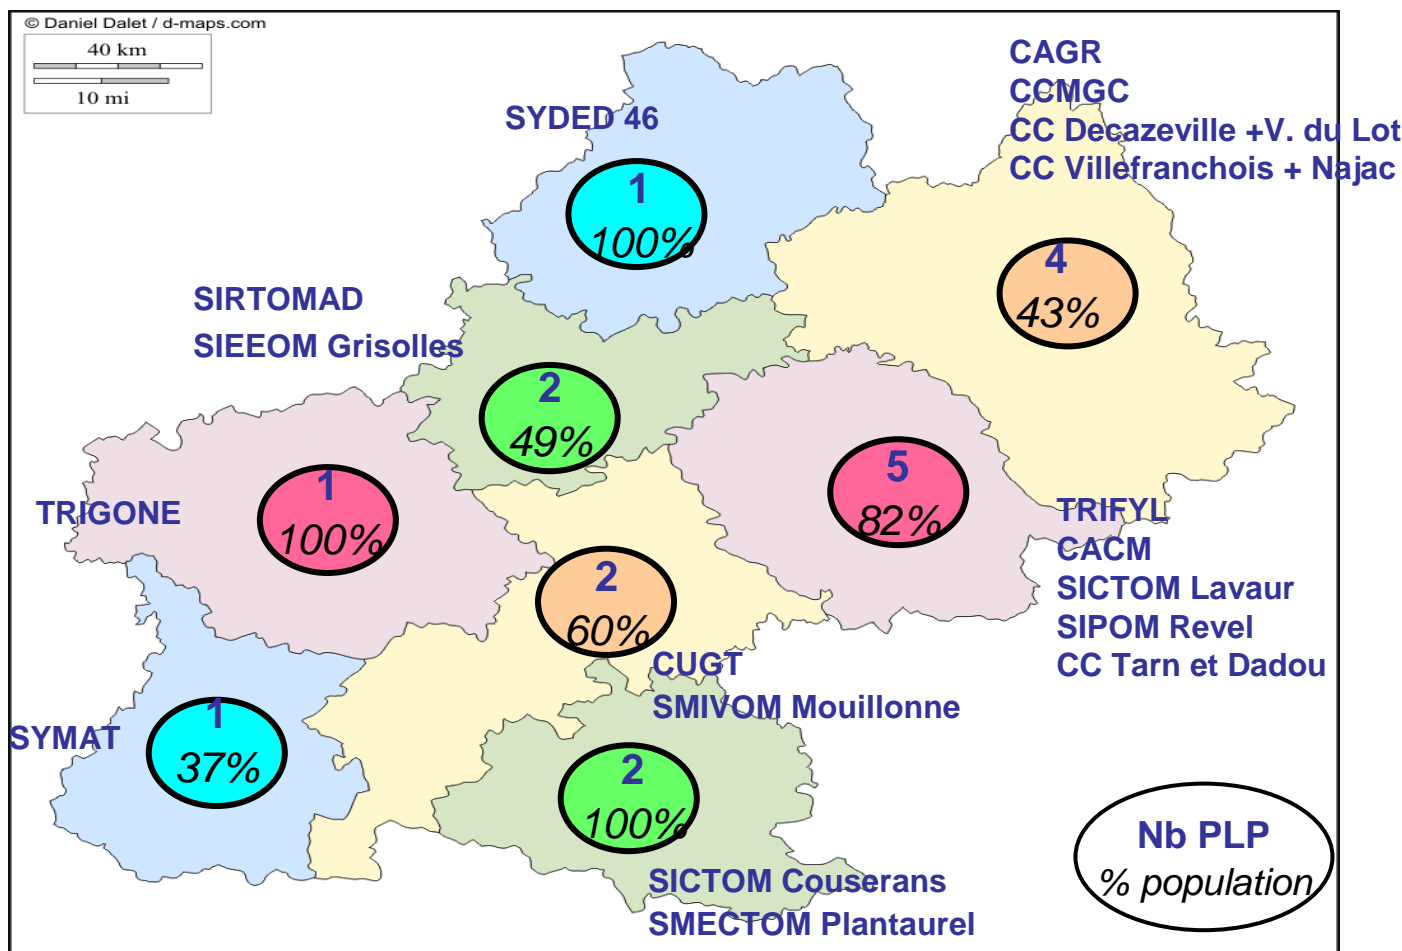 © Daniel Dalet / d-maps.com
40 km
10 mi
CAGR
CCMGC
CC Decazeville +V. du Lot
CC Villefranchois + Najac
SYDED 46
1
100%
4
43%
SIRTOMAD
SIEEOM Grisolles
2
49%
TRIGONE
1
100%
5
82%
TRIFYL
CACM
SICTOM Lavaur
SIPOM Revel
CC Tarn et Dadou
2
60%
CUGT
SMIVOM Mouillonne
SYMAT
1
37%
2
100%
SICTOM Couserans
SMECTOM Plantaurel
Nb PLP
% population